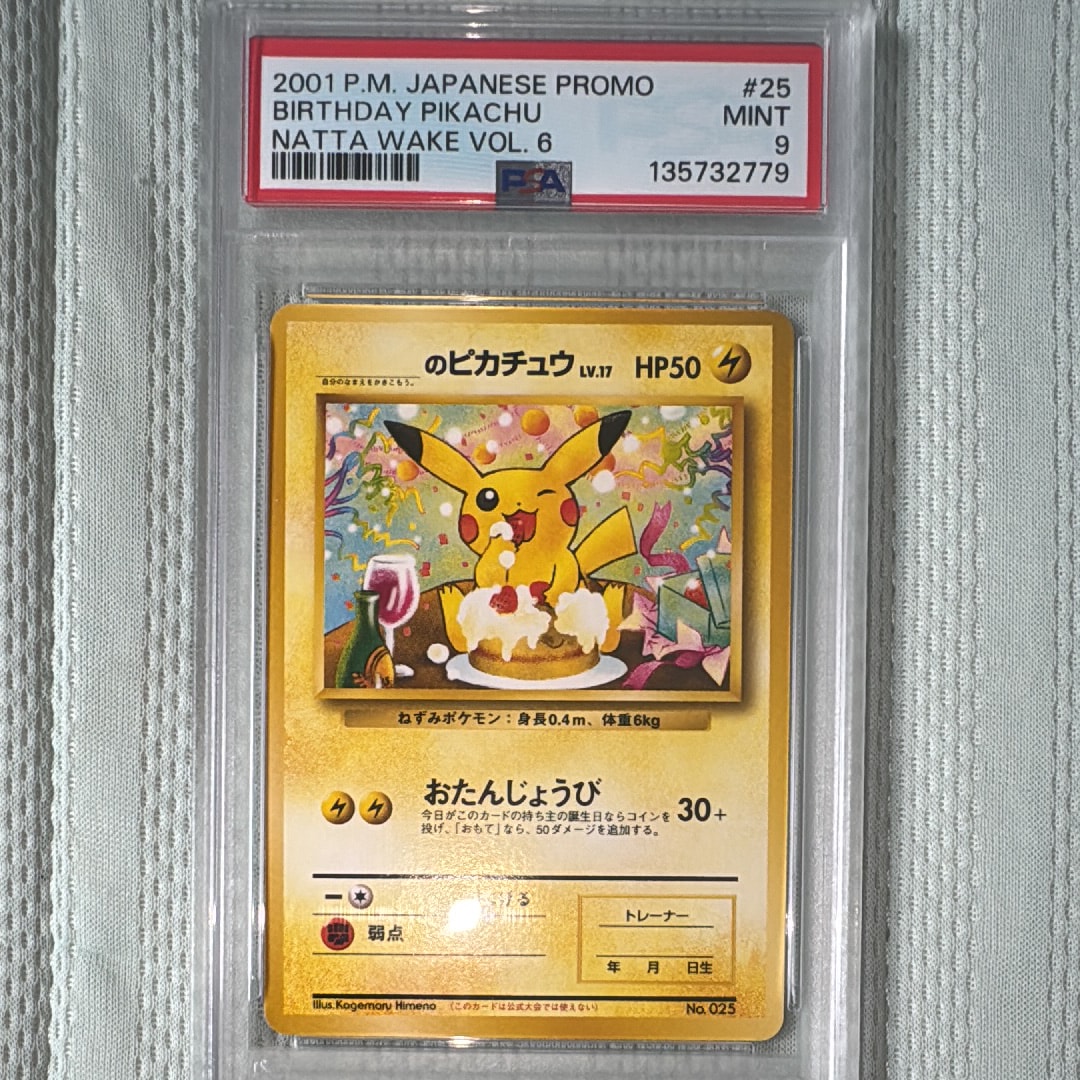 2001 P.M. JAPANESE PROMO #25
BIRTHDAY PIKACHU MINT
NATTA WAKE VOL. 6 9
PSA 135732779
のピカチュウ LV.17 HP50
自分のなまえをかきこもう。
ねずみポケモン：身長0.4m、体重6kg
おたんじょうび 30+
今日がこのカードの持ち主の誕生日ならコインを
投げ、「おもて」なら、50ダメージを追加する。
トレーナー
弱点
年 月 日生
Illus.Kagemaru Himeno （このカードは公式大会では使えない） No.025